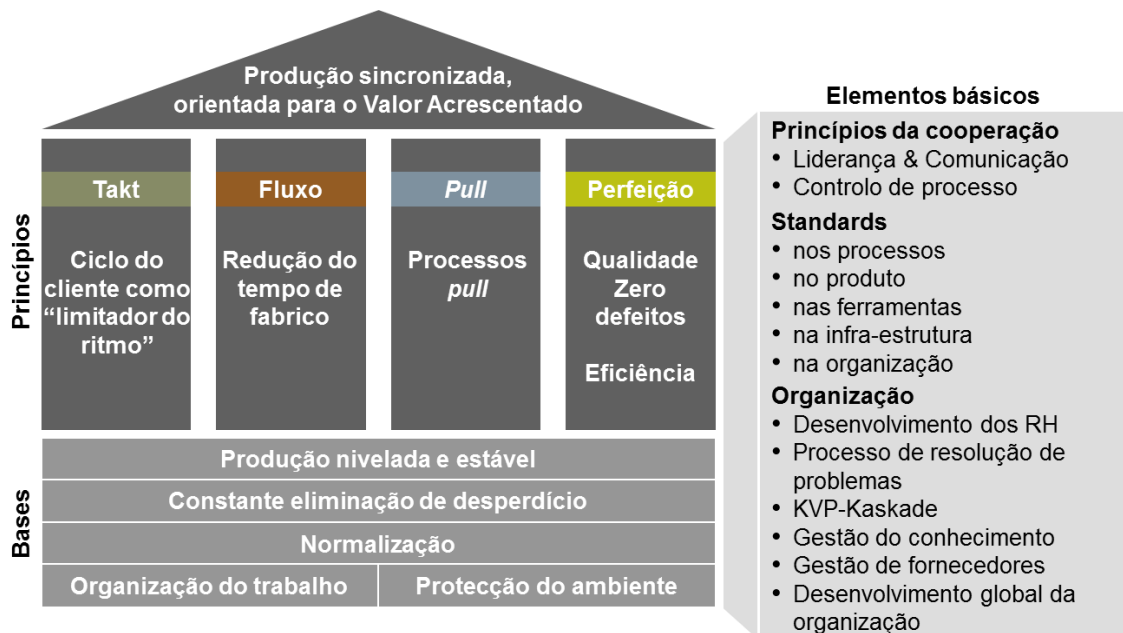 Produção sincronizada,
orientada para o Valor Acrescentado
Princípios
Takt
Ciclo do
cliente como
“limitador do
ritmo”
Fluxo
Redução do
tempo de
fabrico
Pull
Processos
pull
Perfeição
Qualidade
Zero
defeitos
Eficiência
Bases
Produção nivelada e estável
Constante eliminação de desperdício
Normalização
Organização do trabalho
Protecção do ambiente
Elementos básicos
Princípios da cooperação
• Liderança & Comunicação
• Controlo de processo
Standards
• nos processos
• no produto
• nas ferramentas
• na infra-estrutura
• na organização
Organização
• Desenvolvimento dos RH
• Processo de resolução de
problemas
• KVP-Kaskade
• Gestão do conhecimento
• Gestão de fornecedores
• Desenvolvimento global da
organização